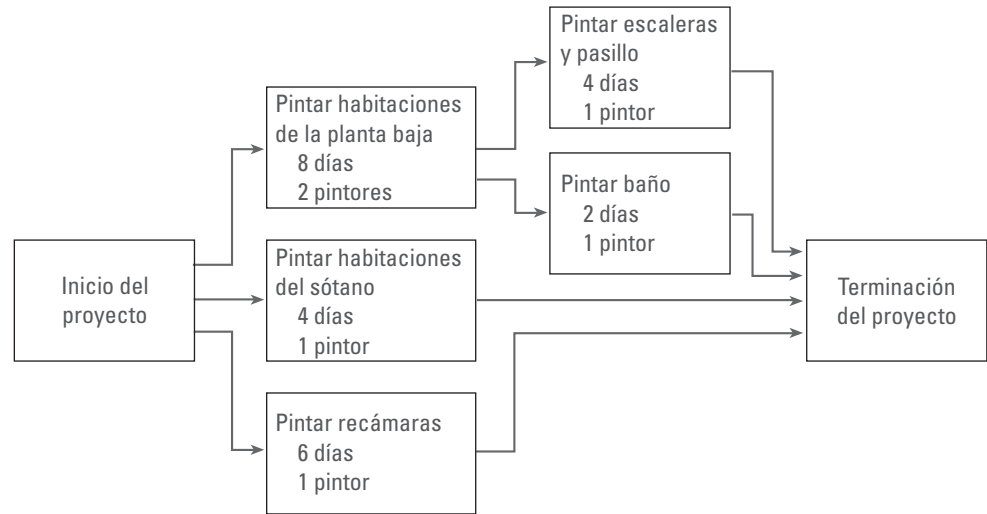 Pintar escaleras
y pasillo
4 días
1 pintor
Pintar habitaciones
de la planta baja
8 días
2 pintores
Pintar baño
2 días
1 pintor
Inicio del
proyecto
Pintar habitaciones
del sótano
4 días
1 pintor
Terminación
del proyecto
Pintar recámaras
6 días
1 pintor